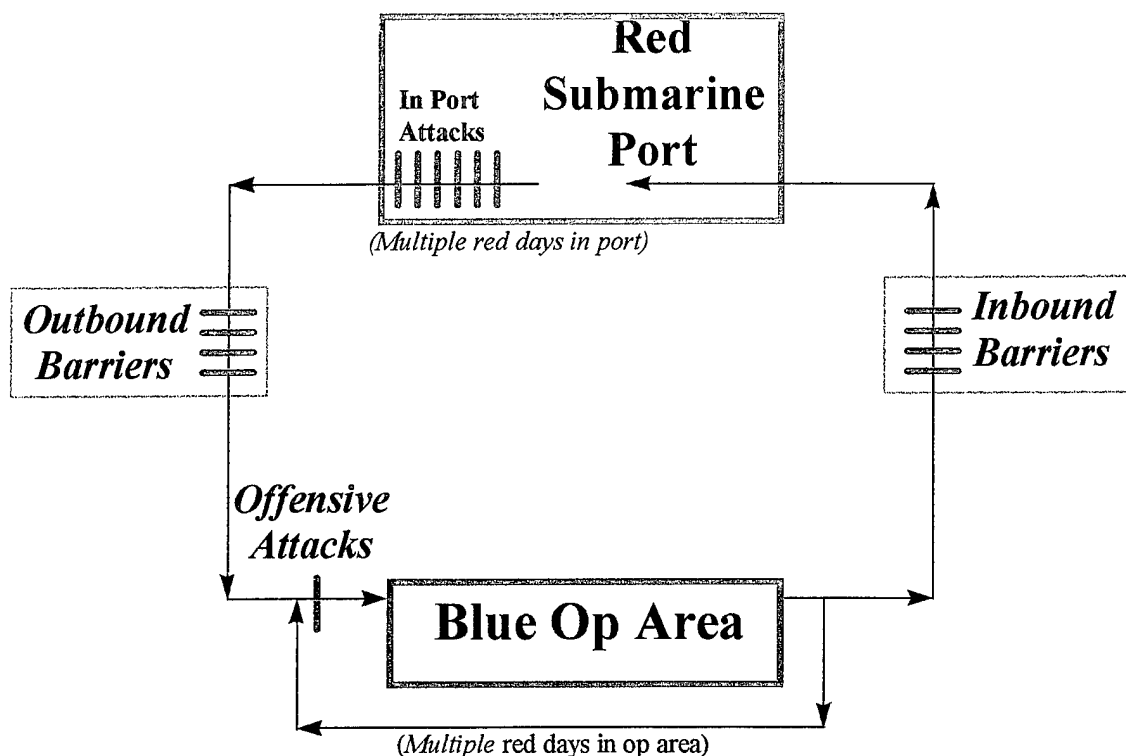 Red
Submarine
Port
In Port
Attacks
(Multiple red days in port)
Outbound
Barriers
Inbound
Barriers
Offensive
Attacks
Blue Op Area
(Multiple red days in op area)